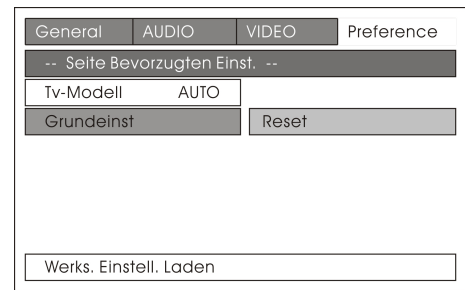 General AUDIO VIDEO Preference
-- Seite Bevorzugten Einst. --
Tv-Modell AUTO
Grundeinst Reset
Werks. Einstell. Laden